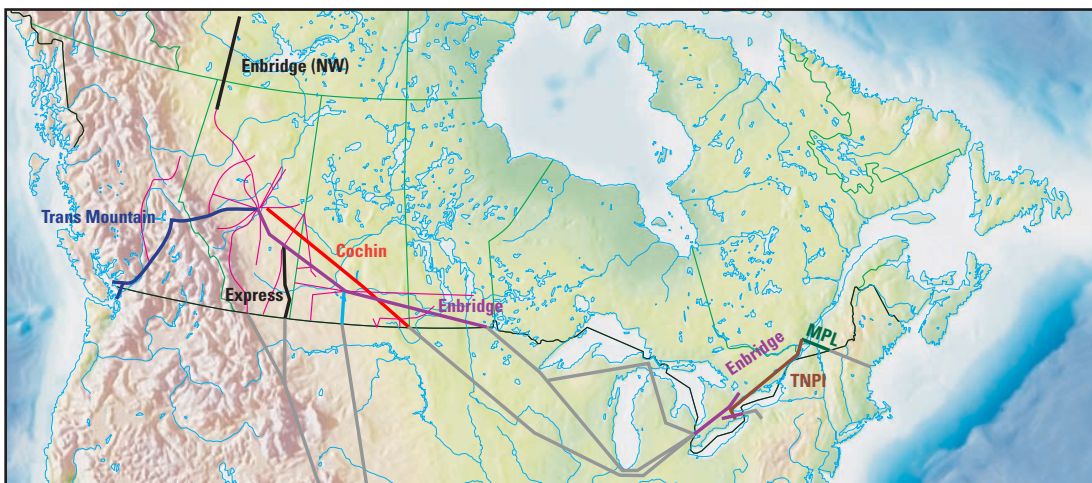 Enbridge (NW)
Trans Mountain
Cochin
Express
Enbridge
Enbridge
MPL
TNPI